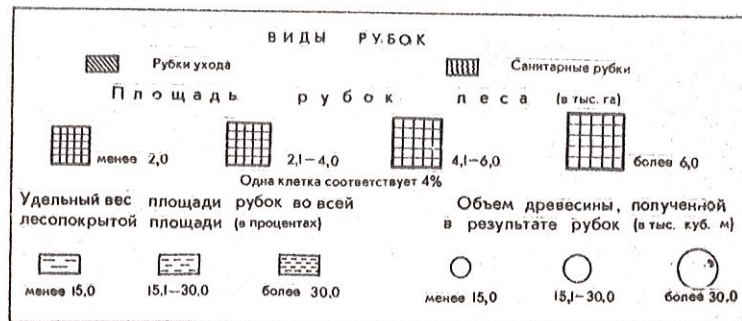 ВИДЫ РУБОК
Рубки ухода Санитарные рубки
Площадь рубок леса (в тыс. га)
менее 2,0 2,1–4,0 4,1–6,0 более 6,0
Одна клетка соответствует 4%
Удельный вес площади рубок во всей
лесопокрытой площади (в процентах)
менее 15,0 15,1–30,0 более 30,0
Объем древесины, полученной
в результате рубок (в тыс. куб. м)
менее 15,0 15,1–30,0 более 30,0